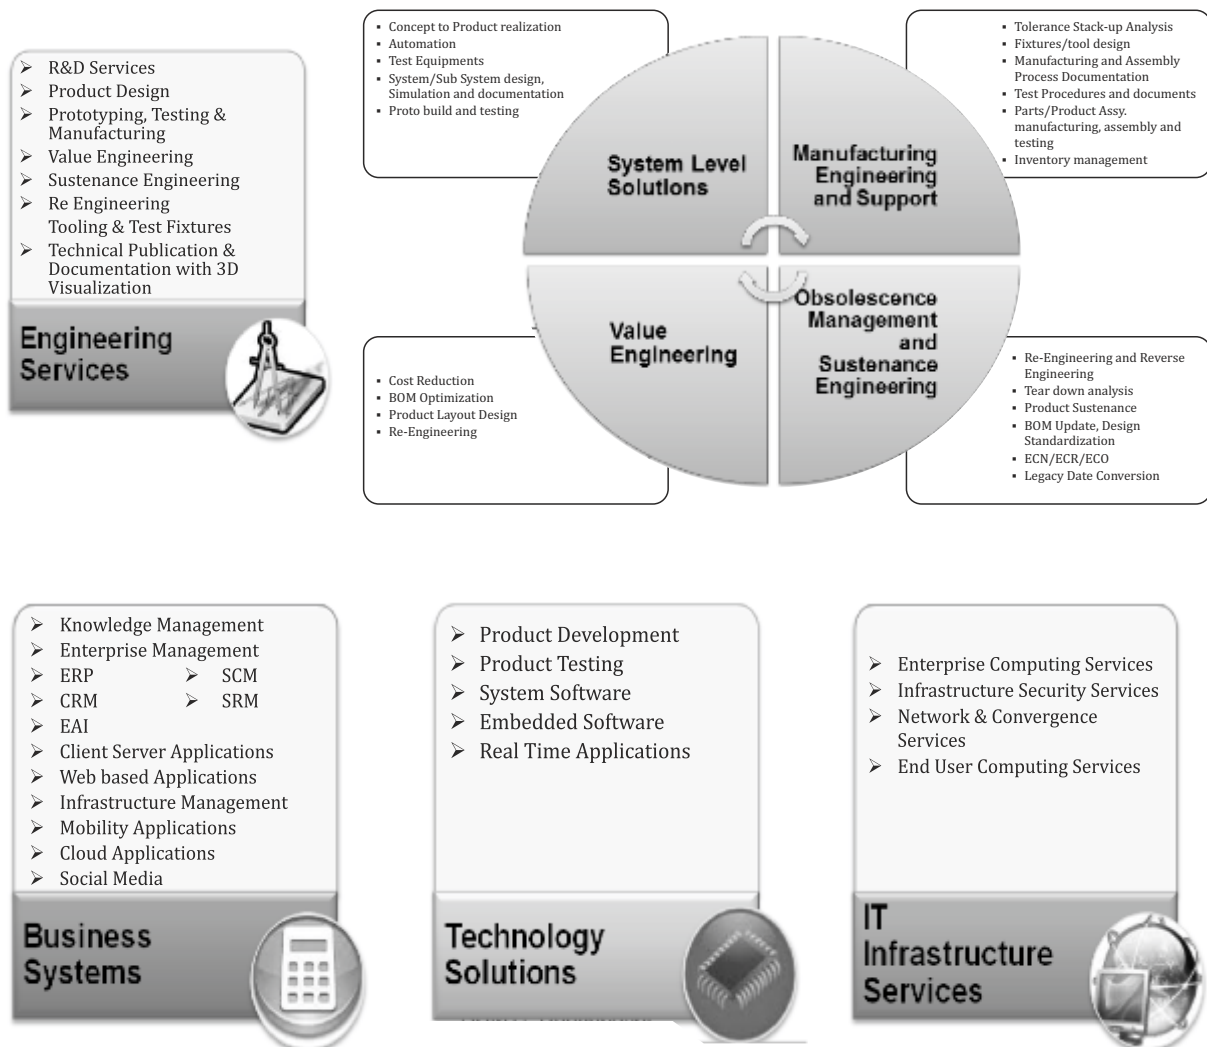 R&D Services
Product Design
Prototyping, Testing &
Manufacturing
Value Engineering
Sustenance Engineering
Re Engineering
Tooling & Test Fixtures
Technical Publication &
Documentation with 3D
Visualization
Engineering
Services
Concept to Product realization
Automation
Test Equipments
System/Sub System design,
Simulation and documentation
Proto build and testing
System Level
Solutions
Tolerance Stack-up Analysis
Fixtures/tool design
Manufacturing and Assembly
Process Documentation
Test Procedures and documents
Parts/Product Assy.
manufacturing, assembly and
testing
Inventory management
Manufacturing
Engineering
and Support
Value
Engineering
Cost Reduction
BOM Optimization
Product Layout Design
Re-Engineering
Obsolescence
Management
and
Sustenance
Engineering
Re-Engineering and Reverse
Engineering
Tear down analysis
Product Sustenance
BOM Update, Design
Standardization
ECN/ECR/ECO
Legacy Date Conversion
Knowledge Management
Enterprise Management
ERP SCM
CRM SRM
EAI
Client Server Applications
Web based Applications
Infrastructure Management
Mobility Applications
Cloud Applications
Social Media
Business
Systems
Product Development
Product Testing
System Software
Embedded Software
Real Time Applications
Technology
Solutions
Enterprise Computing Services
Infrastructure Security Services
Network & Convergence
Services
End User Computing Services
IT
Infrastructure
Services